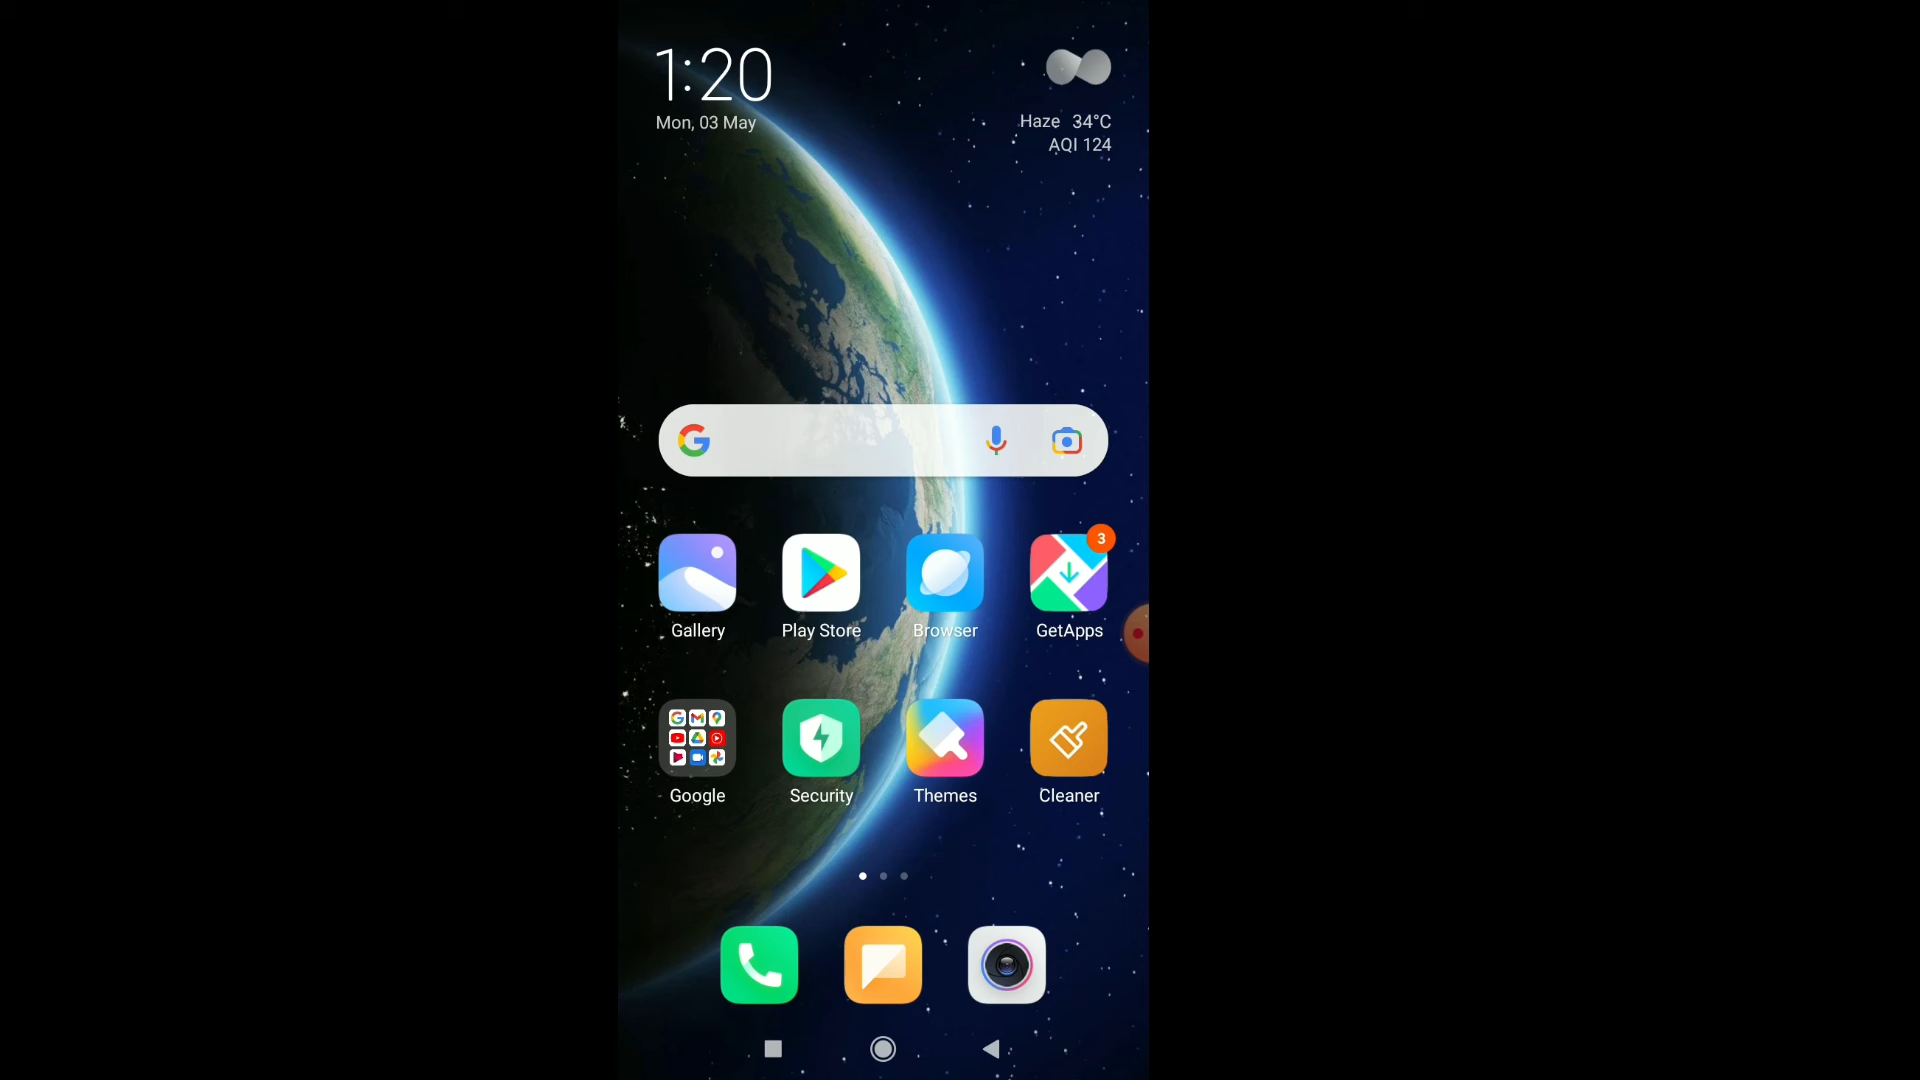 1:20
Mon, 03 May
Haze 34°C
AQI 124
3
Gallery
Play Store
Browser
GetApps
Google
Security
Themes
Cleaner